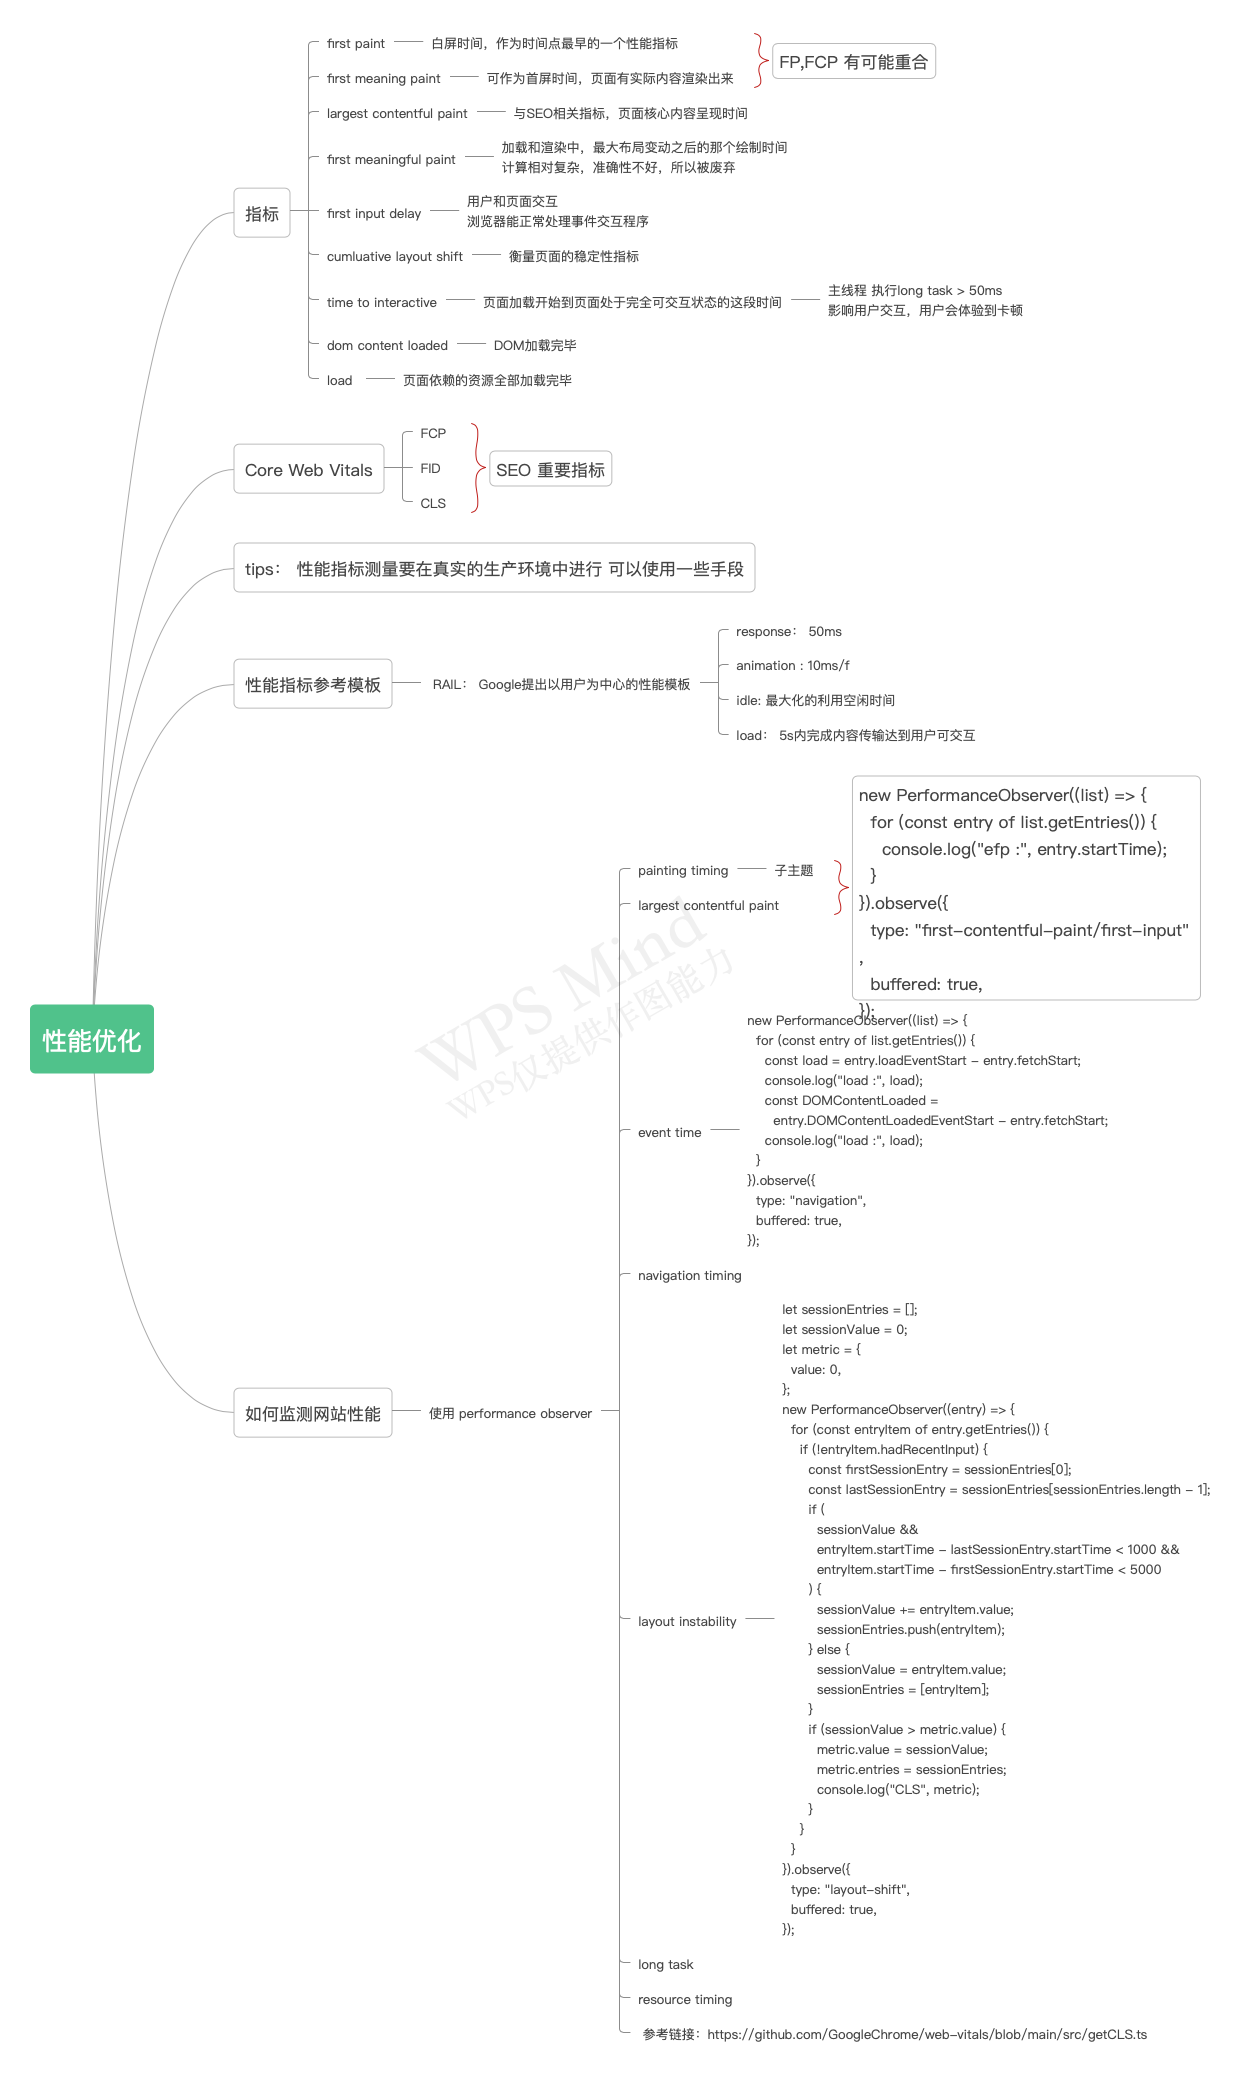 性能优化
指标
first paint
白屏时间，作为时间点最早的一个性能指标
first meaning paint
可作为首屏时间，页面有实际内容渲染出来
FP,FCP 有可能重合
largest contentful paint
与SEO相关指标，页面核心内容呈现时间
first meaningful paint
加载和渲染中，最大布局变动之后的那个绘制时间
计算相对复杂，准确性不好，所以被废弃
first input delay
用户和页面交互
浏览器能正常处理事件交互程序
cumluative layout shift
衡量页面的稳定性指标
time to interactive
页面加载开始到页面处于完全可交互状态的这段时间
主线程 执行long task > 50ms
影响用户交互，用户会体验到卡顿
dom content loaded
DOM加载完毕
load
页面依赖的资源全部加载完毕
Core Web Vitals
FCP
FID
CLS
SEO 重要指标
tips： 性能指标测量要在真实的生产环境中进行 可以使用一些手段
性能指标参考模板
RAIL： Google提出以用户为中心的性能模板
response： 50ms
animation : 10ms/f
idle: 最大化的利用空闲时间
load： 5s内完成内容传输达到用户可交互
如何监测网站性能
使用 performance observer
painting timing
子主题
largest contentful paint
new PerformanceObserver((list) => {
for (const entry of list.getEntries()) {
console.log("efp :", entry.startTime);
}
}).observe({
type: "first-contentful-paint/first-input"
,
buffered: true,
});
event time
new PerformanceObserver((list) => {
for (const entry of list.getEntries()) {
const load = entry.loadEventStart - entry.fetchStart;
console.log("load :", load);
const DOMContentLoaded =
entry.DOMContentLoadedEventStart - entry.fetchStart;
console.log("load :", load);
}
}).observe({
type: "navigation",
buffered: true,
});
navigation timing
layout instability
let sessionEntries = [];
let sessionValue = 0;
let metric = {
value: 0,
};
new PerformanceObserver((entry) => {
for (const entryItem of entry.getEntries()) {
if (!entryItem.hadRecentInput) {
const firstSessionEntry = sessionEntries[0];
const lastSessionEntry = sessionEntries[sessionEntries.length - 1];
if (
sessionValue &&
entryItem.startTime - lastSessionEntry.startTime < 1000 &&
entryItem.startTime - firstSessionEntry.startTime < 5000
) {
sessionValue += entryItem.value;
sessionEntries.push(entryItem);
} else {
sessionValue = entryItem.value;
sessionEntries = [entryItem];
}
if (sessionValue > metric.value) {
metric.value = sessionValue;
metric.entries = sessionEntries;
console.log("CLS", metric);
}
}
}
}).observe({
type: "layout-shift",
buffered: true,
});
long task
resource timing
参考链接：https://github.com/GoogleChrome/web-vitals/blob/main/src/getCLS.ts
WPS Mind
WPS仅提供作图能力